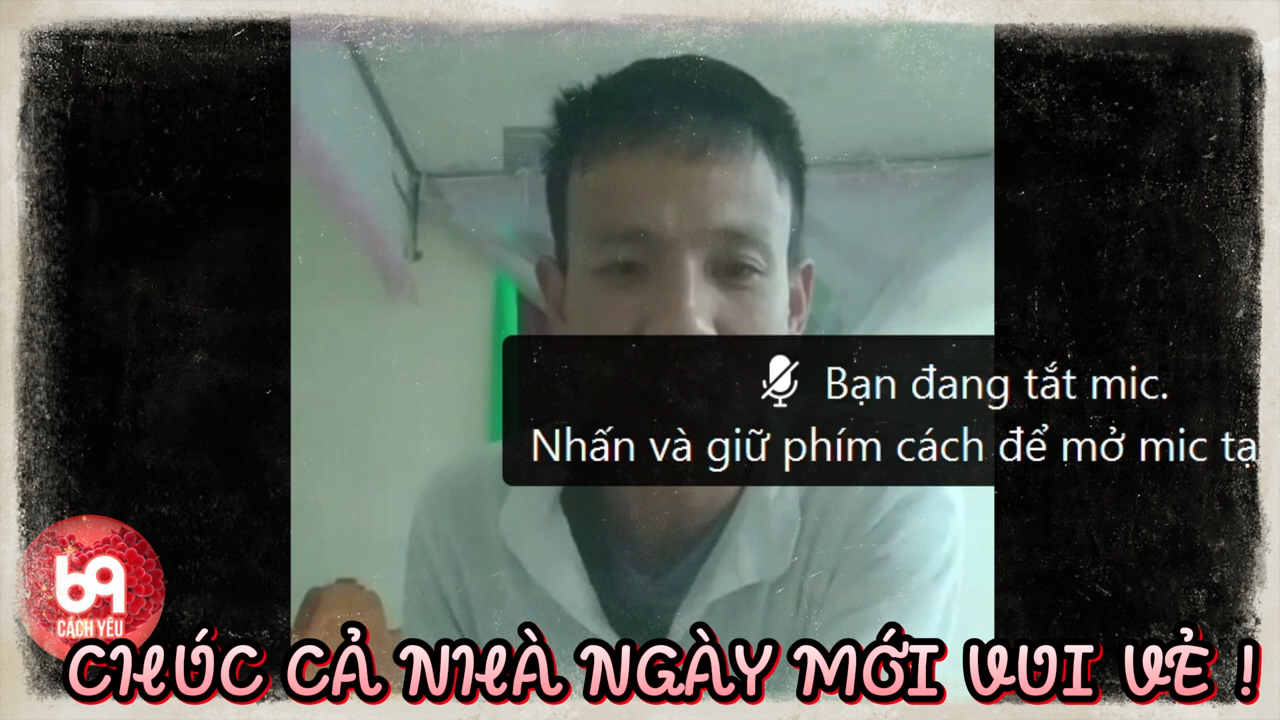 Bạn đang tắt mic.
Nhấn và giữ phím cách để mở mic
69
CÁCH YÊU
CHÚC CẢ NHÀ NGÀY MỚI VUI VẺ !